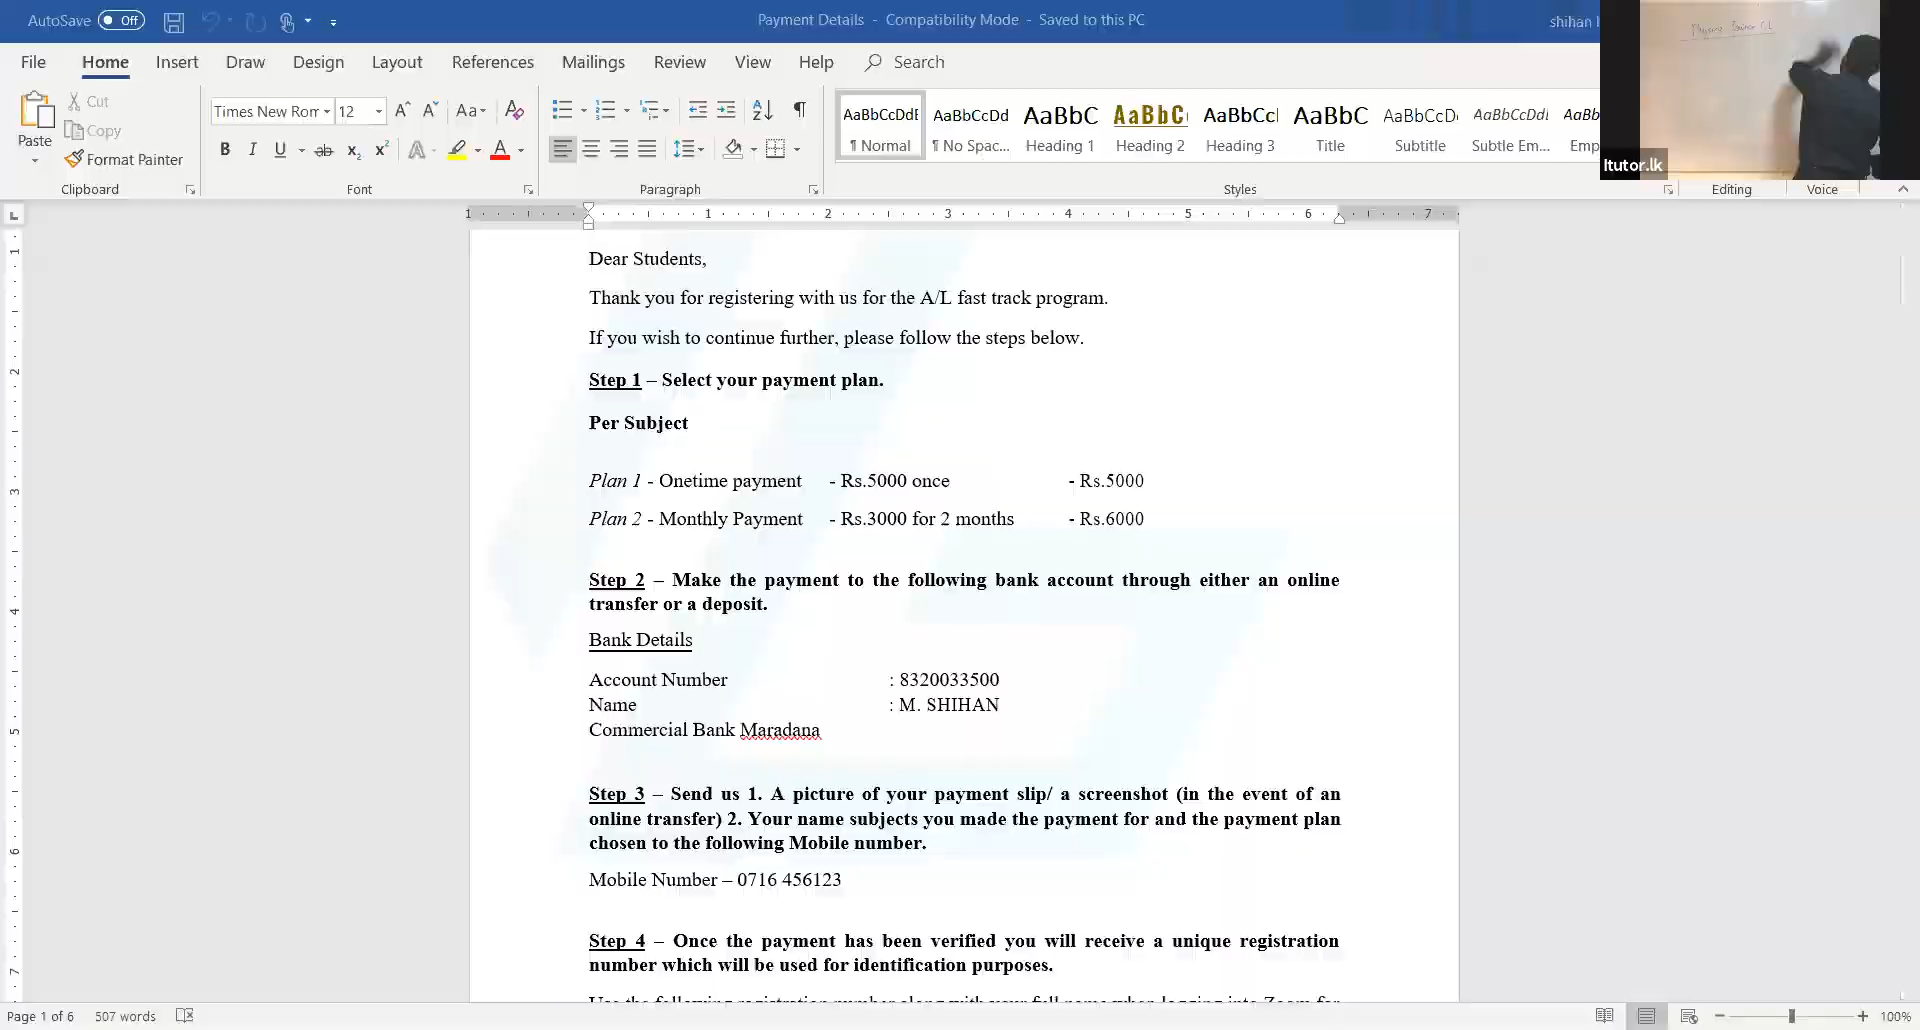 AutoSave Off Payment Details - Compatibility Mode - Saved to this PC shihan
File Home Insert Draw Design Layout References Mailings Review View Help Search
Paste Cut Copy Format Painter
Times New Rom 12
AaBbCcDdE AaBbCcDd AaBbC AaBbC AaBbCcl AaBbC AaBbCcD AaBbCcDdl AaBb
¶ Normal ¶ No Spac... Heading 1 Heading 2 Heading 3 Title Subtitle Subtle Em... Emp
Itutor.lk
Clipboard Font Paragraph Styles Editing Voice
1 1 2 3 4 5 6 7
Dear Students,
Thank you for registering with us for the A/L fast track program.
If you wish to continue further, please follow the steps below.
Step 1 – Select your payment plan.
Per Subject
Plan 1 - Onetime payment - Rs.5000 once - Rs.5000
Plan 2 - Monthly Payment - Rs.3000 for 2 months - Rs.6000
Step 2 – Make the payment to the following bank account through either an online
transfer or a deposit.
Bank Details
Account Number : 8320033500
Name : M. SHIHAN
Commercial Bank Maradana
Step 3 – Send us 1. A picture of your payment slip/ a screenshot (in the event of an
online transfer) 2. Your name subjects you made the payment for and the payment plan
chosen to the following Mobile number.
Mobile Number – 0716 456123
Step 4 – Once the payment has been verified you will receive a unique registration
number which will be used for identification purposes.
Use the following registration number along with your full name when logging into Zoom for
Page 1 of 6 507 words 100%